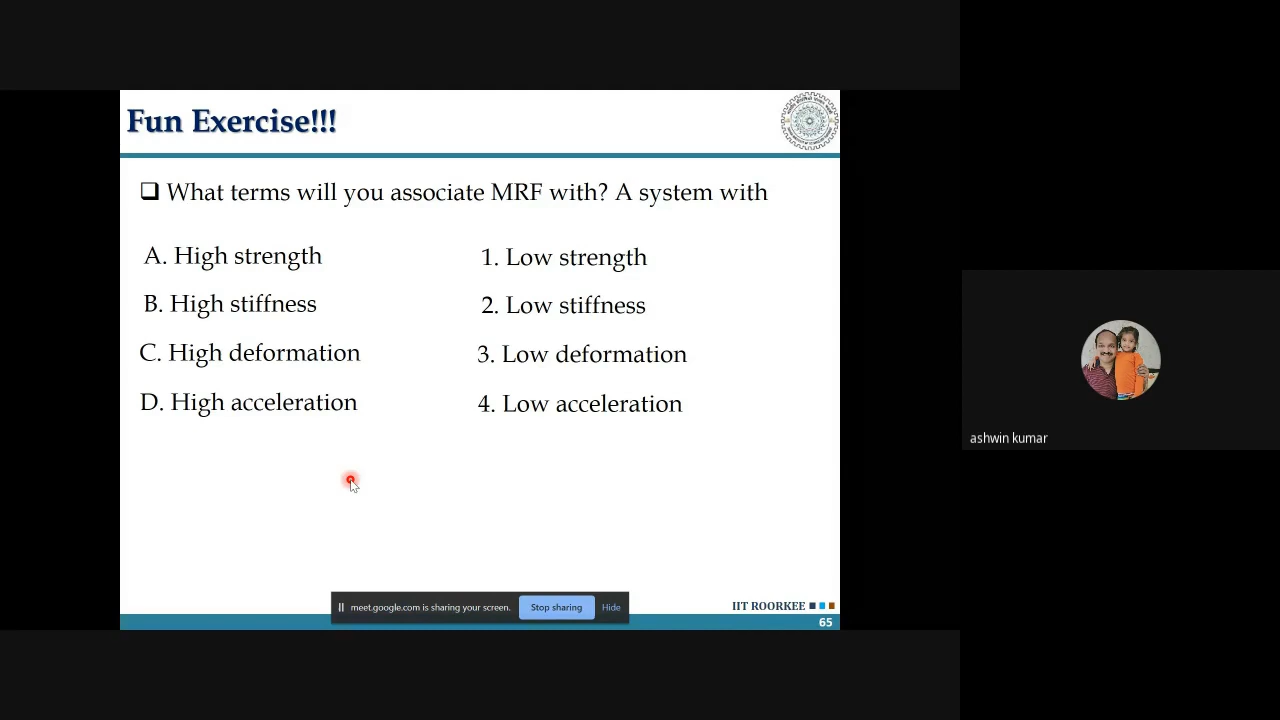 Fun Exercise!!!
❑ What terms will you associate MRF with? A system with
A. High strength
1. Low strength
B. High stiffness
2. Low stiffness
C. High deformation
3. Low deformation
D. High acceleration
4. Low acceleration
ashwin kumar
meet.google.com is sharing your screen. Stop sharing Hide
IIT ROORKEE
65